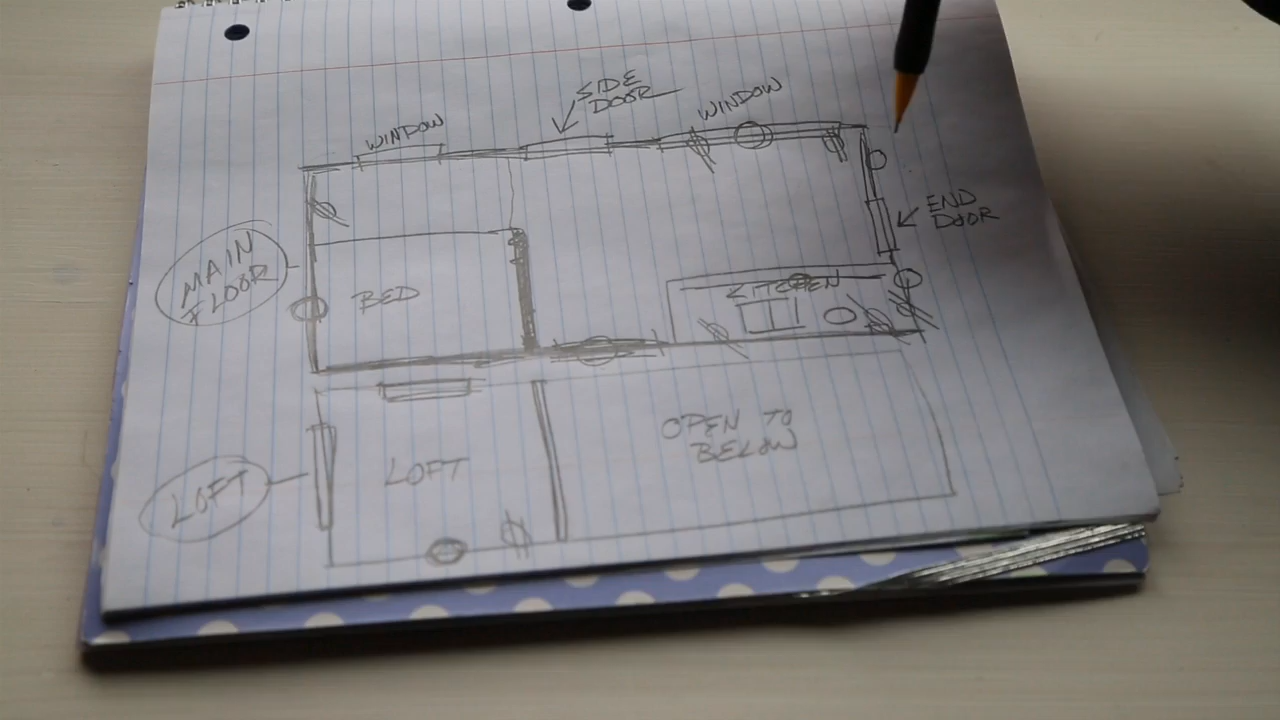 SIDE
DOOR
WINDOW
WINDOW
END
DOOR
MAIN
FLOOR
BED
KITCHEN
OPEN TO
BELOW
LOFT
LOFT